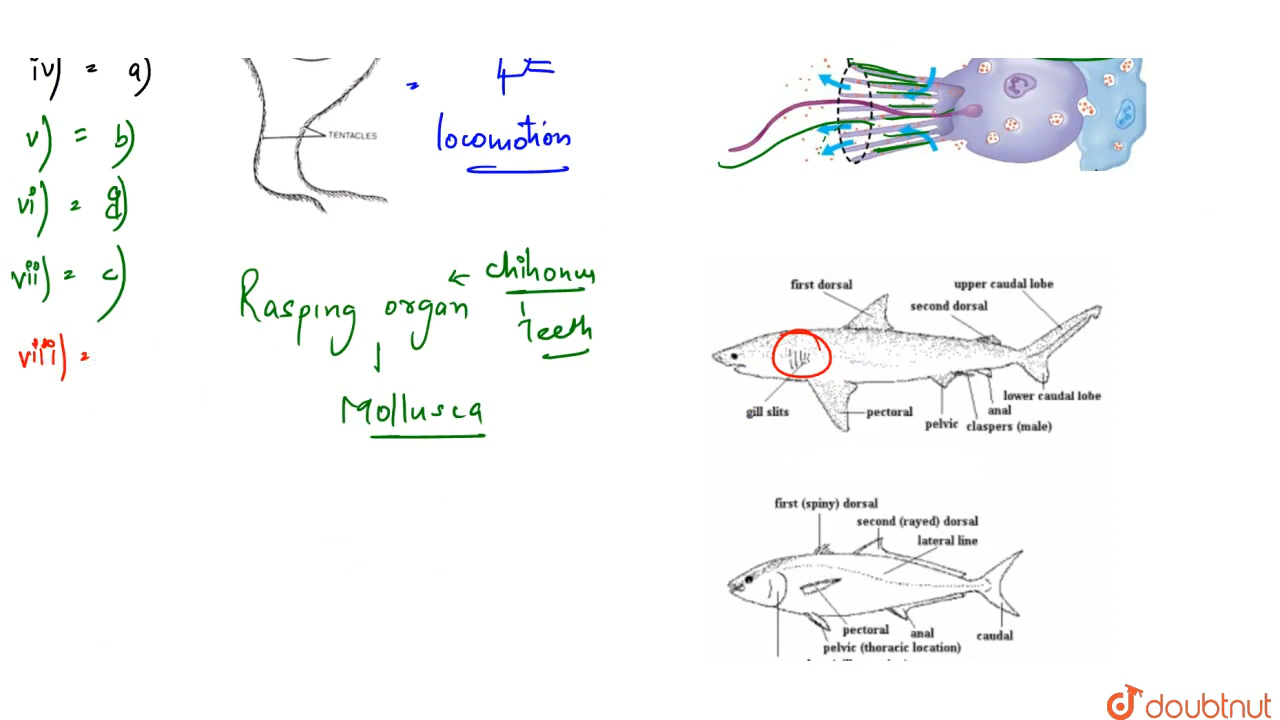 iv) = a)
v) = b)
vi) = d)
vii) = c)
viii) =
TENTACLES
=
locomotion
Rasping organ ← chihonus
Teeth
Mollusca
first dorsal
upper caudal lobe
second dorsal
gill slits
pectoral
lower caudal lobe
anal
pelvic
claspers (male)
first (spiny) dorsal
second (rayed) dorsal
lateral line
pectoral
anal
caudal
pelvic (thoracic location)
doubtnut